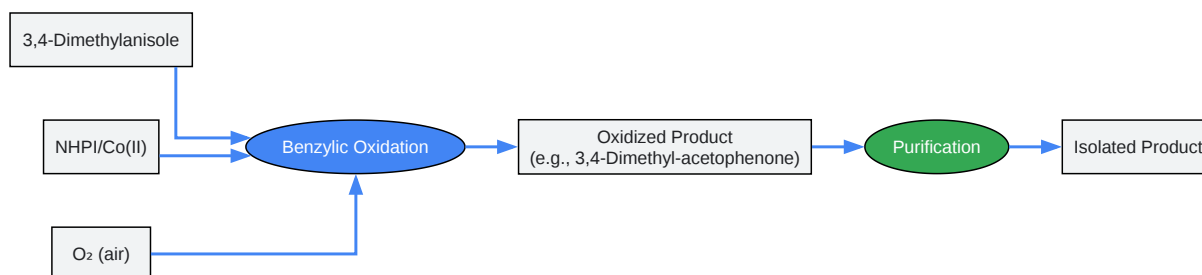 3,4-Dimethylanisole
NHPI/Co(II)
O₂ (air)
Benzylic Oxidation
Oxidized Product
(e.g., 3,4-Dimethyl-acetophenone)
Purification
Isolated Product